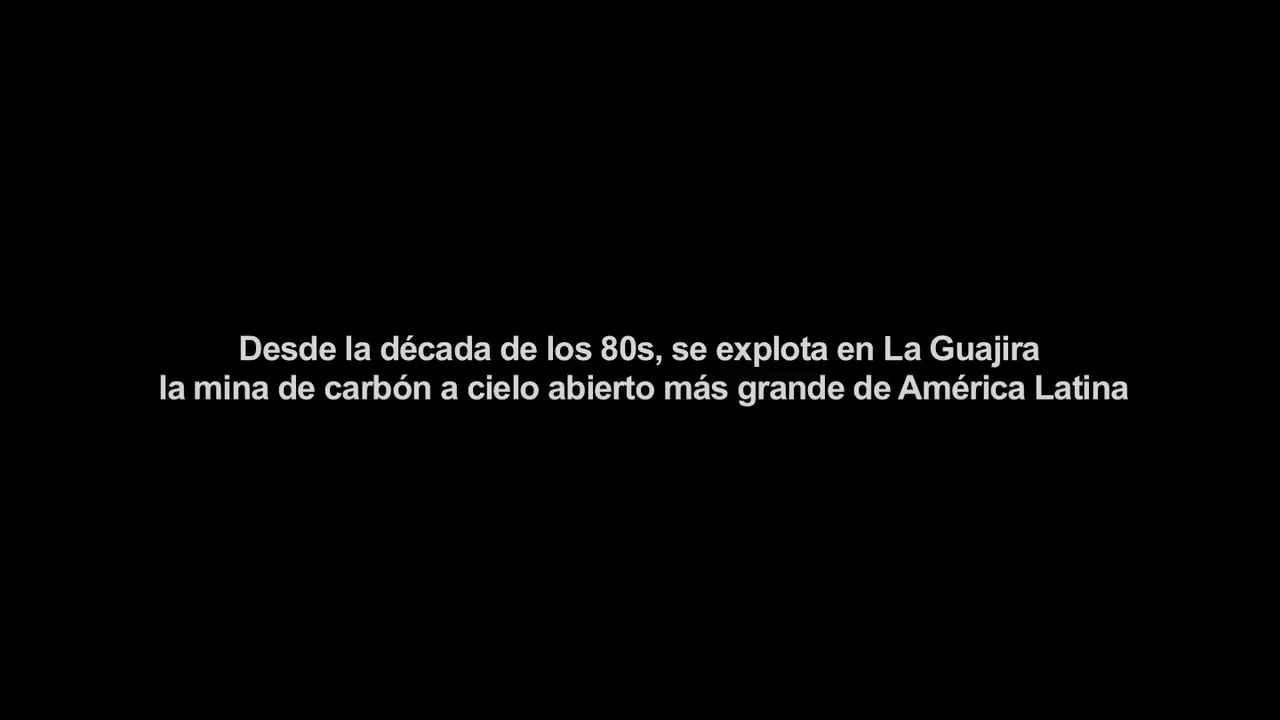 Desde la década de los 80s, se explota en La Guajira
la mina de carbón a cielo abierto más grande de América Latina